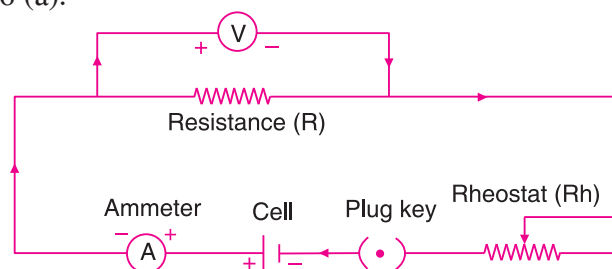 (a).
V
+ −
Resistance (R)
Ammeter Cell Plug key Rheostat (Rh)
− +
A
+ −